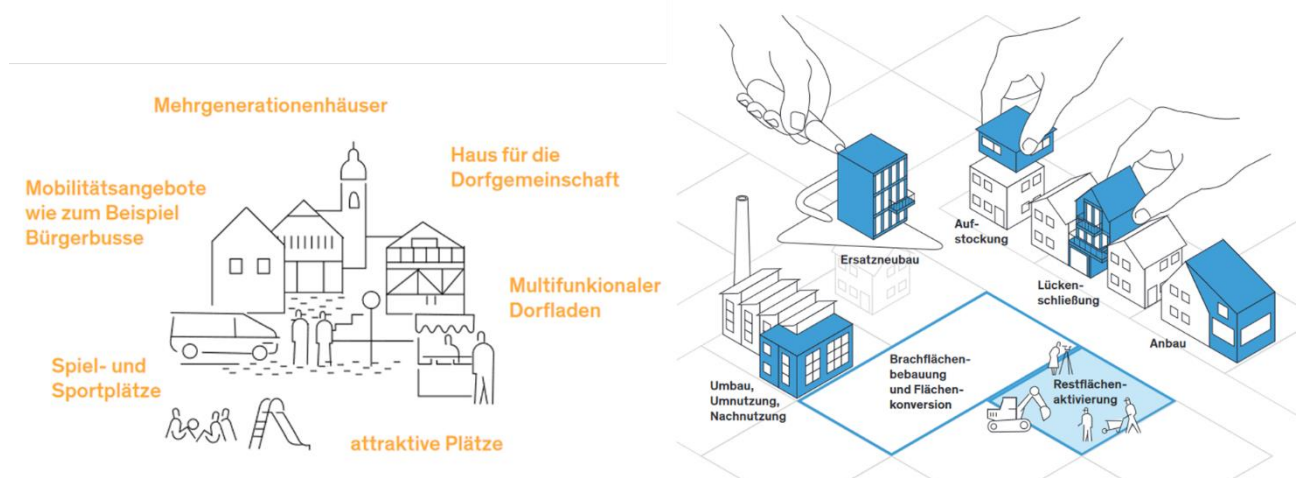 Mehrgenerationenhäuser
Haus für die
Dorfgemeinschaft
Mobilitätsangebote
wie zum Beispiel
Bürgerbusse
Multifunkionaler
Dorfladen
Spiel- und
Sportplätze
attraktive Plätze
Ersatzneubau
Auf-
stockung
Lücken-
schließung
Anbau
Umbau,
Umnutzung,
Nachnutzung
Brachflächen-
bebauung
und Flächen-
konversion
Restflächen-
aktivierung